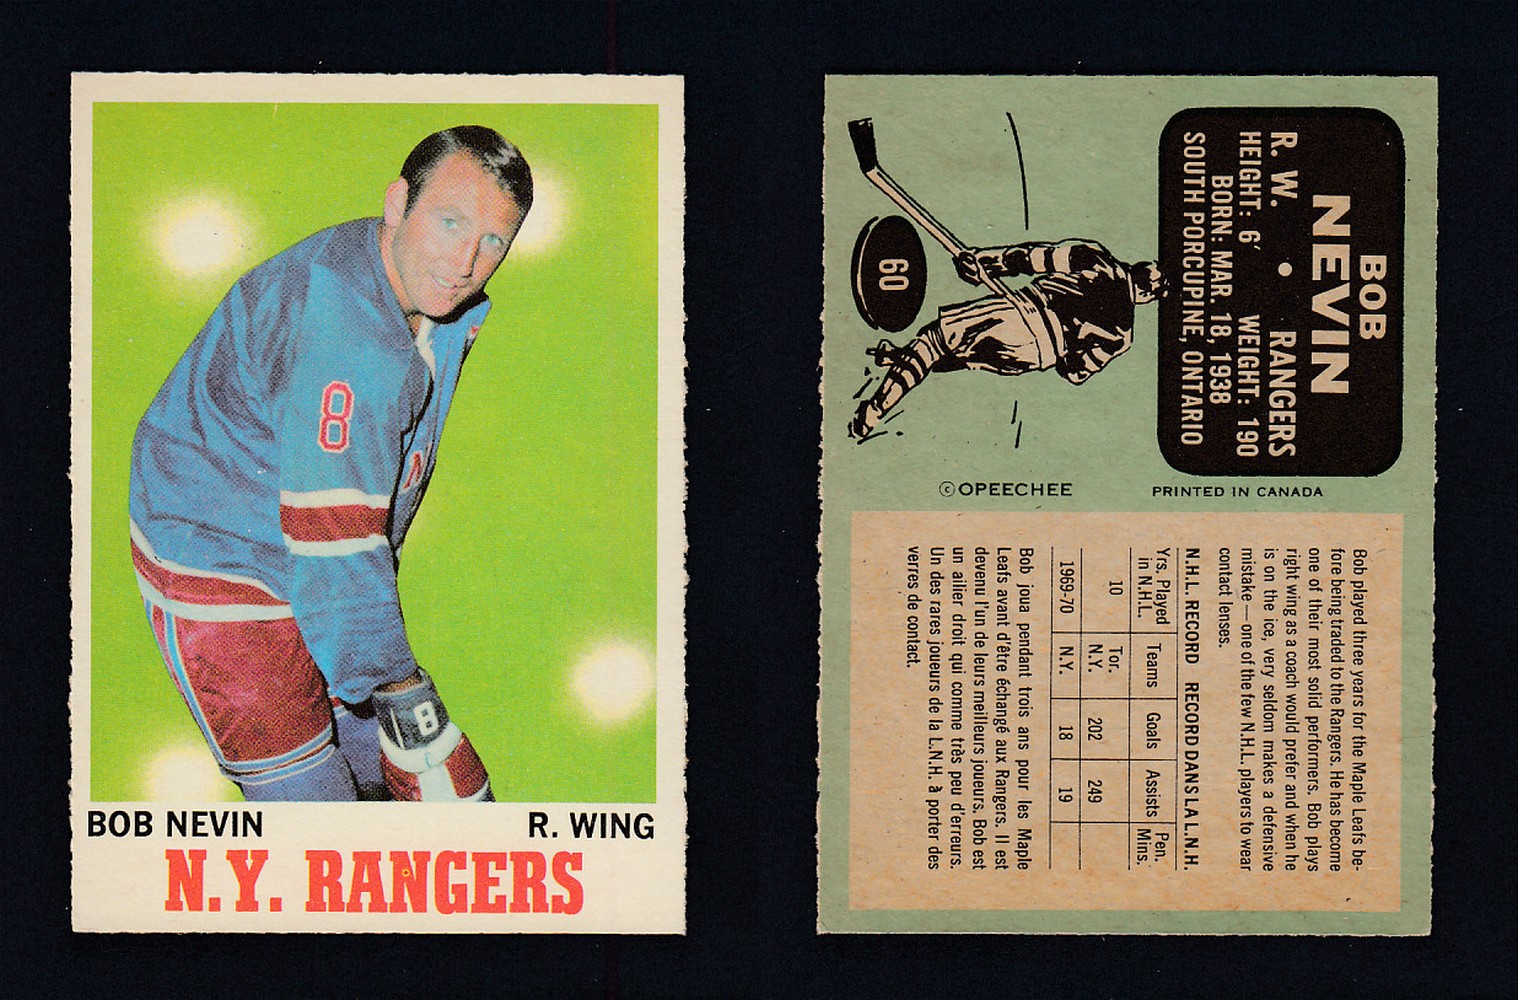 8
8
BOB NEVIN R. WING
N.Y. RANGERS
BOB
NEVIN
R. W. • RANGERS
HEIGHT: 6' WEIGHT: 190
BORN: MAR. 18, 1938
SOUTH PORCUPINE, ONTARIO
60
© OPEECHEE PRINTED IN CANADA
Bob played three years for the Maple Leafs be-
fore being traded to the Rangers. He has become
one of their most solid performers. Bob plays
right wing as a coach would prefer and when he
is on the ice, very seldom makes a defensive
mistake — one of the few N.H.L. players to wear
contact lenses.
N.H.L. RECORD RECORD DANS LA L.N.H.
Yrs. Played in N.H.L. Teams Goals Assists Pen. Mins.
10 Tor. N.Y. 202 249
1969-70 N.Y. 18 19
Bob joua pendant trois ans pour les Maple
Leafs avant d'être échangé aux Rangers. Il est
devenu l'un de leurs meilleurs joueurs. Bob est
un ailier droit qui comme très peu d'erreurs.
Un des rares joueurs de la L.N.H. à porter des
verres de contact.